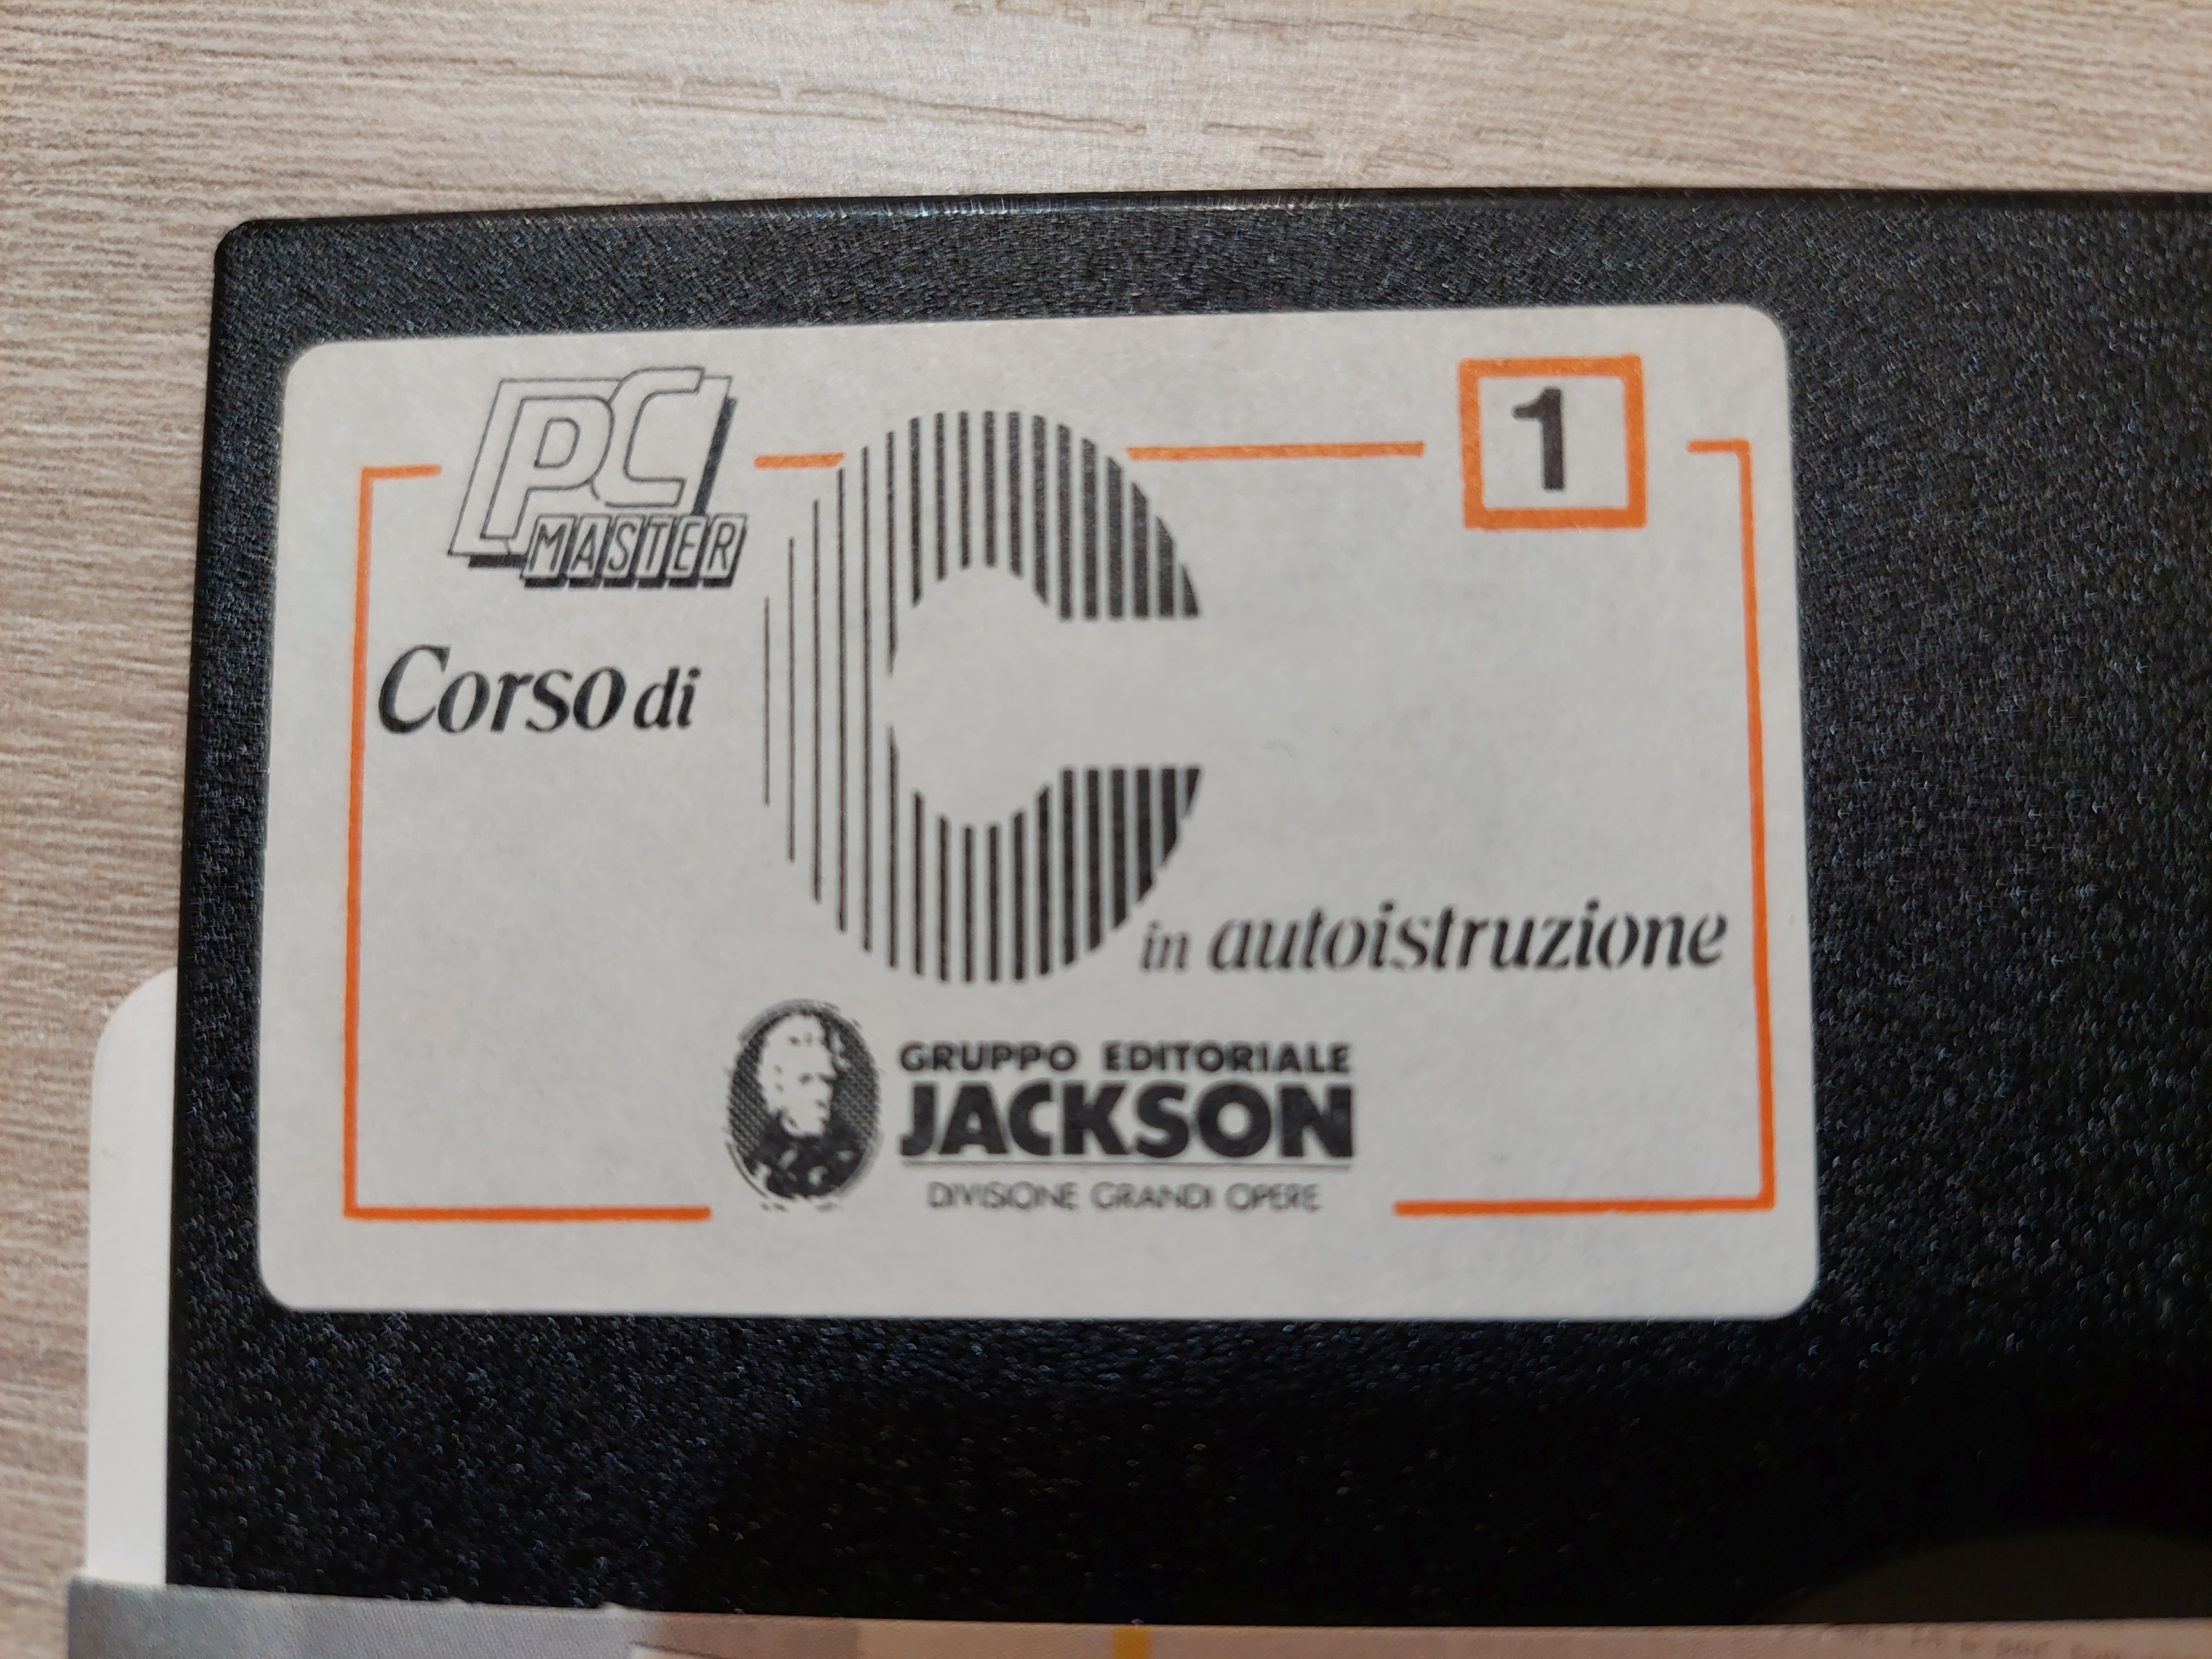 PC
MASTER
1
Corso di
C
in autoistruzione
GRUPPO EDITORIALE
JACKSON
DIVISIONE GRANDI OPERE